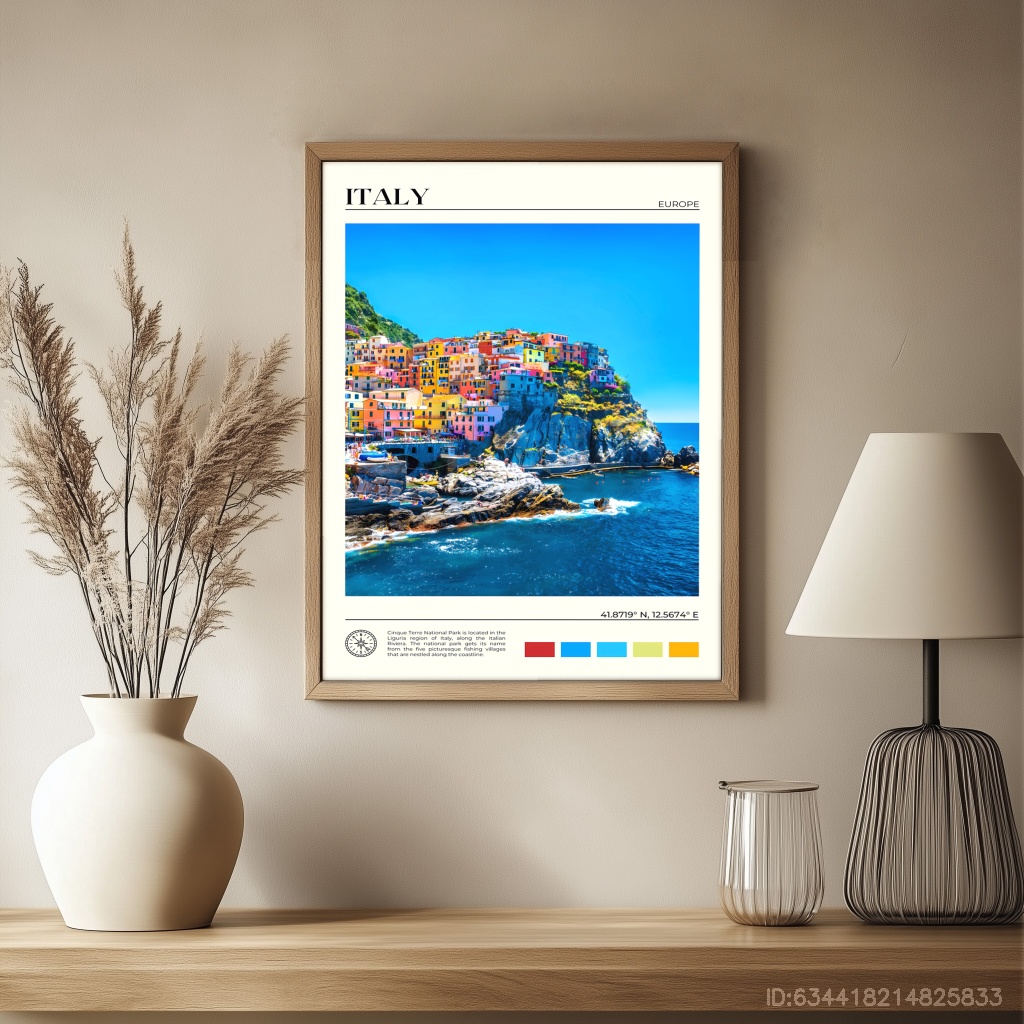 ITALY
EUROPE
41.8719° N, 12.5674° E
Cinque Terre National Park is located in the
Liguria region of Italy, along the Italian
Riviera. The national park gets its name
from the five picturesque fishing villages
that are nestled along the coastline.
ID:634418214825833